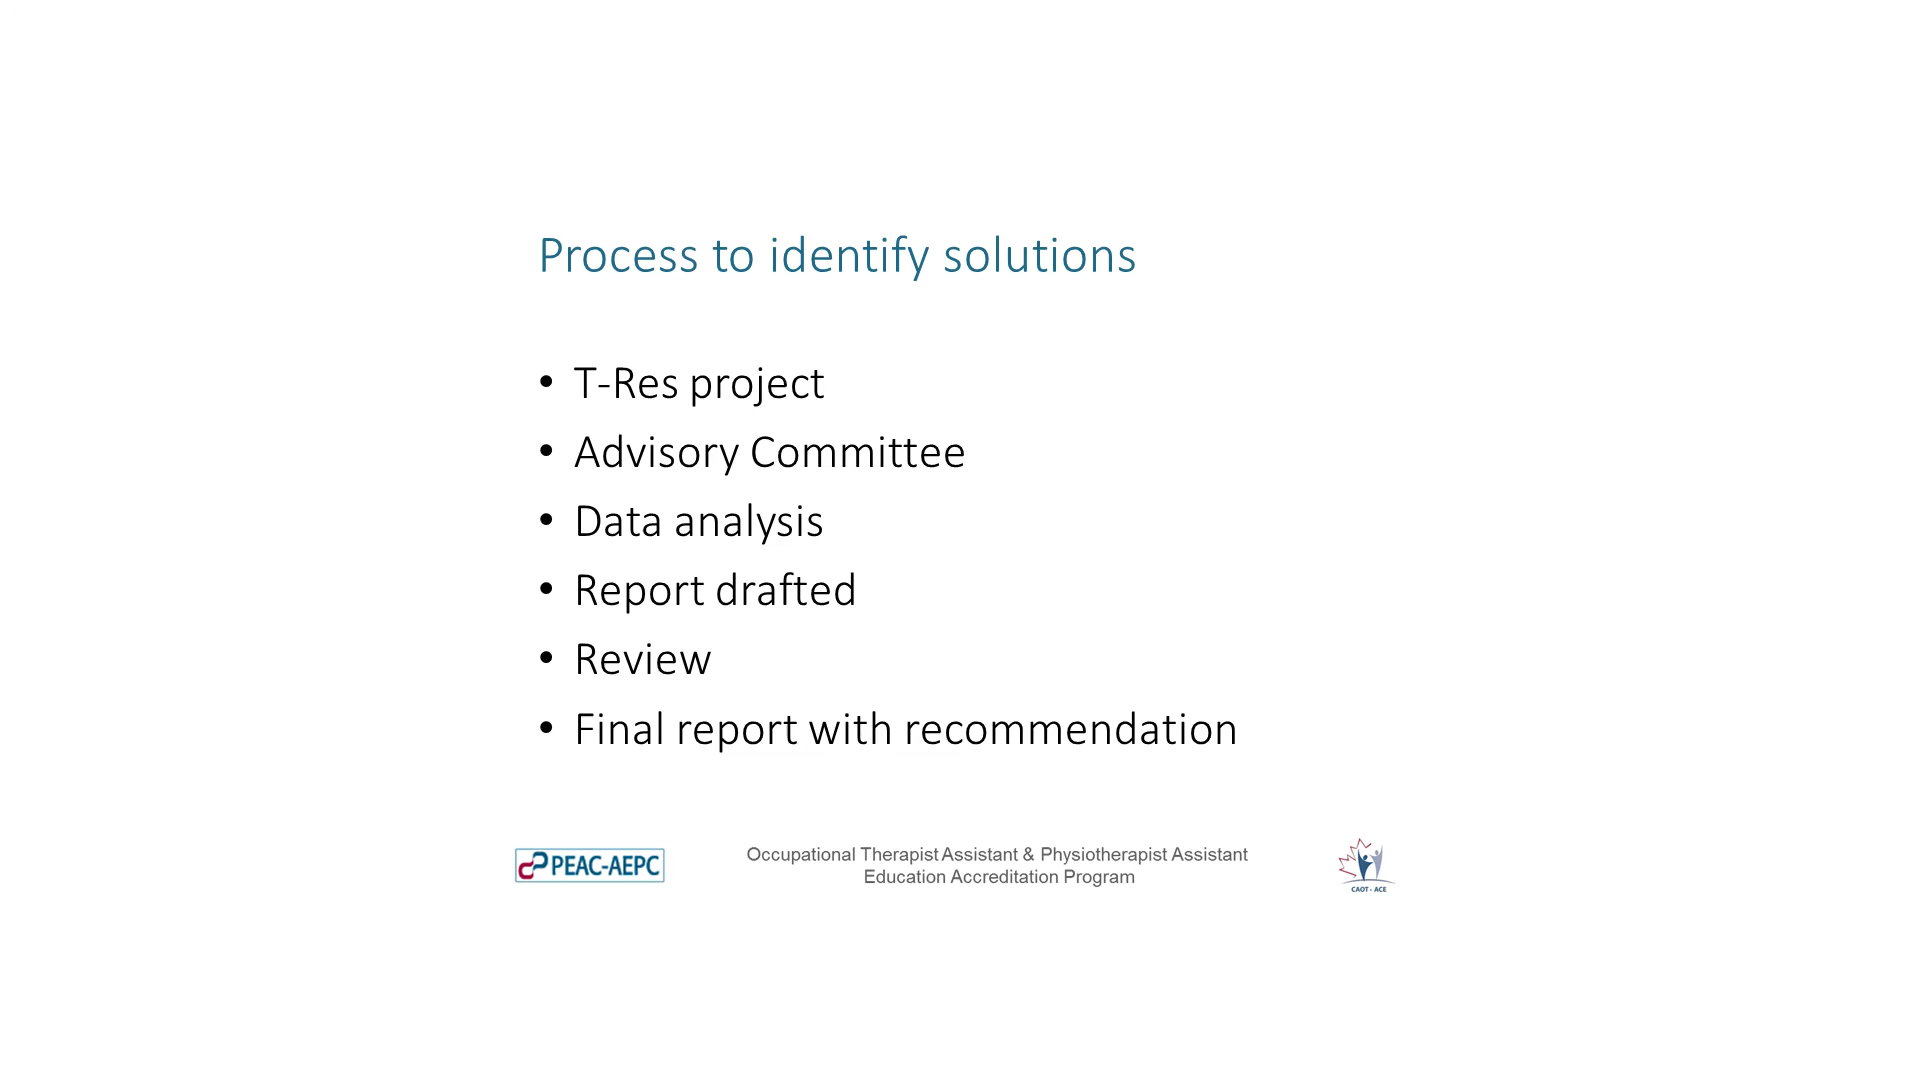 Process to identify solutions
• T-Res project
• Advisory Committee
• Data analysis
• Report drafted
• Review
• Final report with recommendation
PEAC-AEPC
Occupational Therapist Assistant & Physiotherapist Assistant
Education Accreditation Program
CAOT - ACE